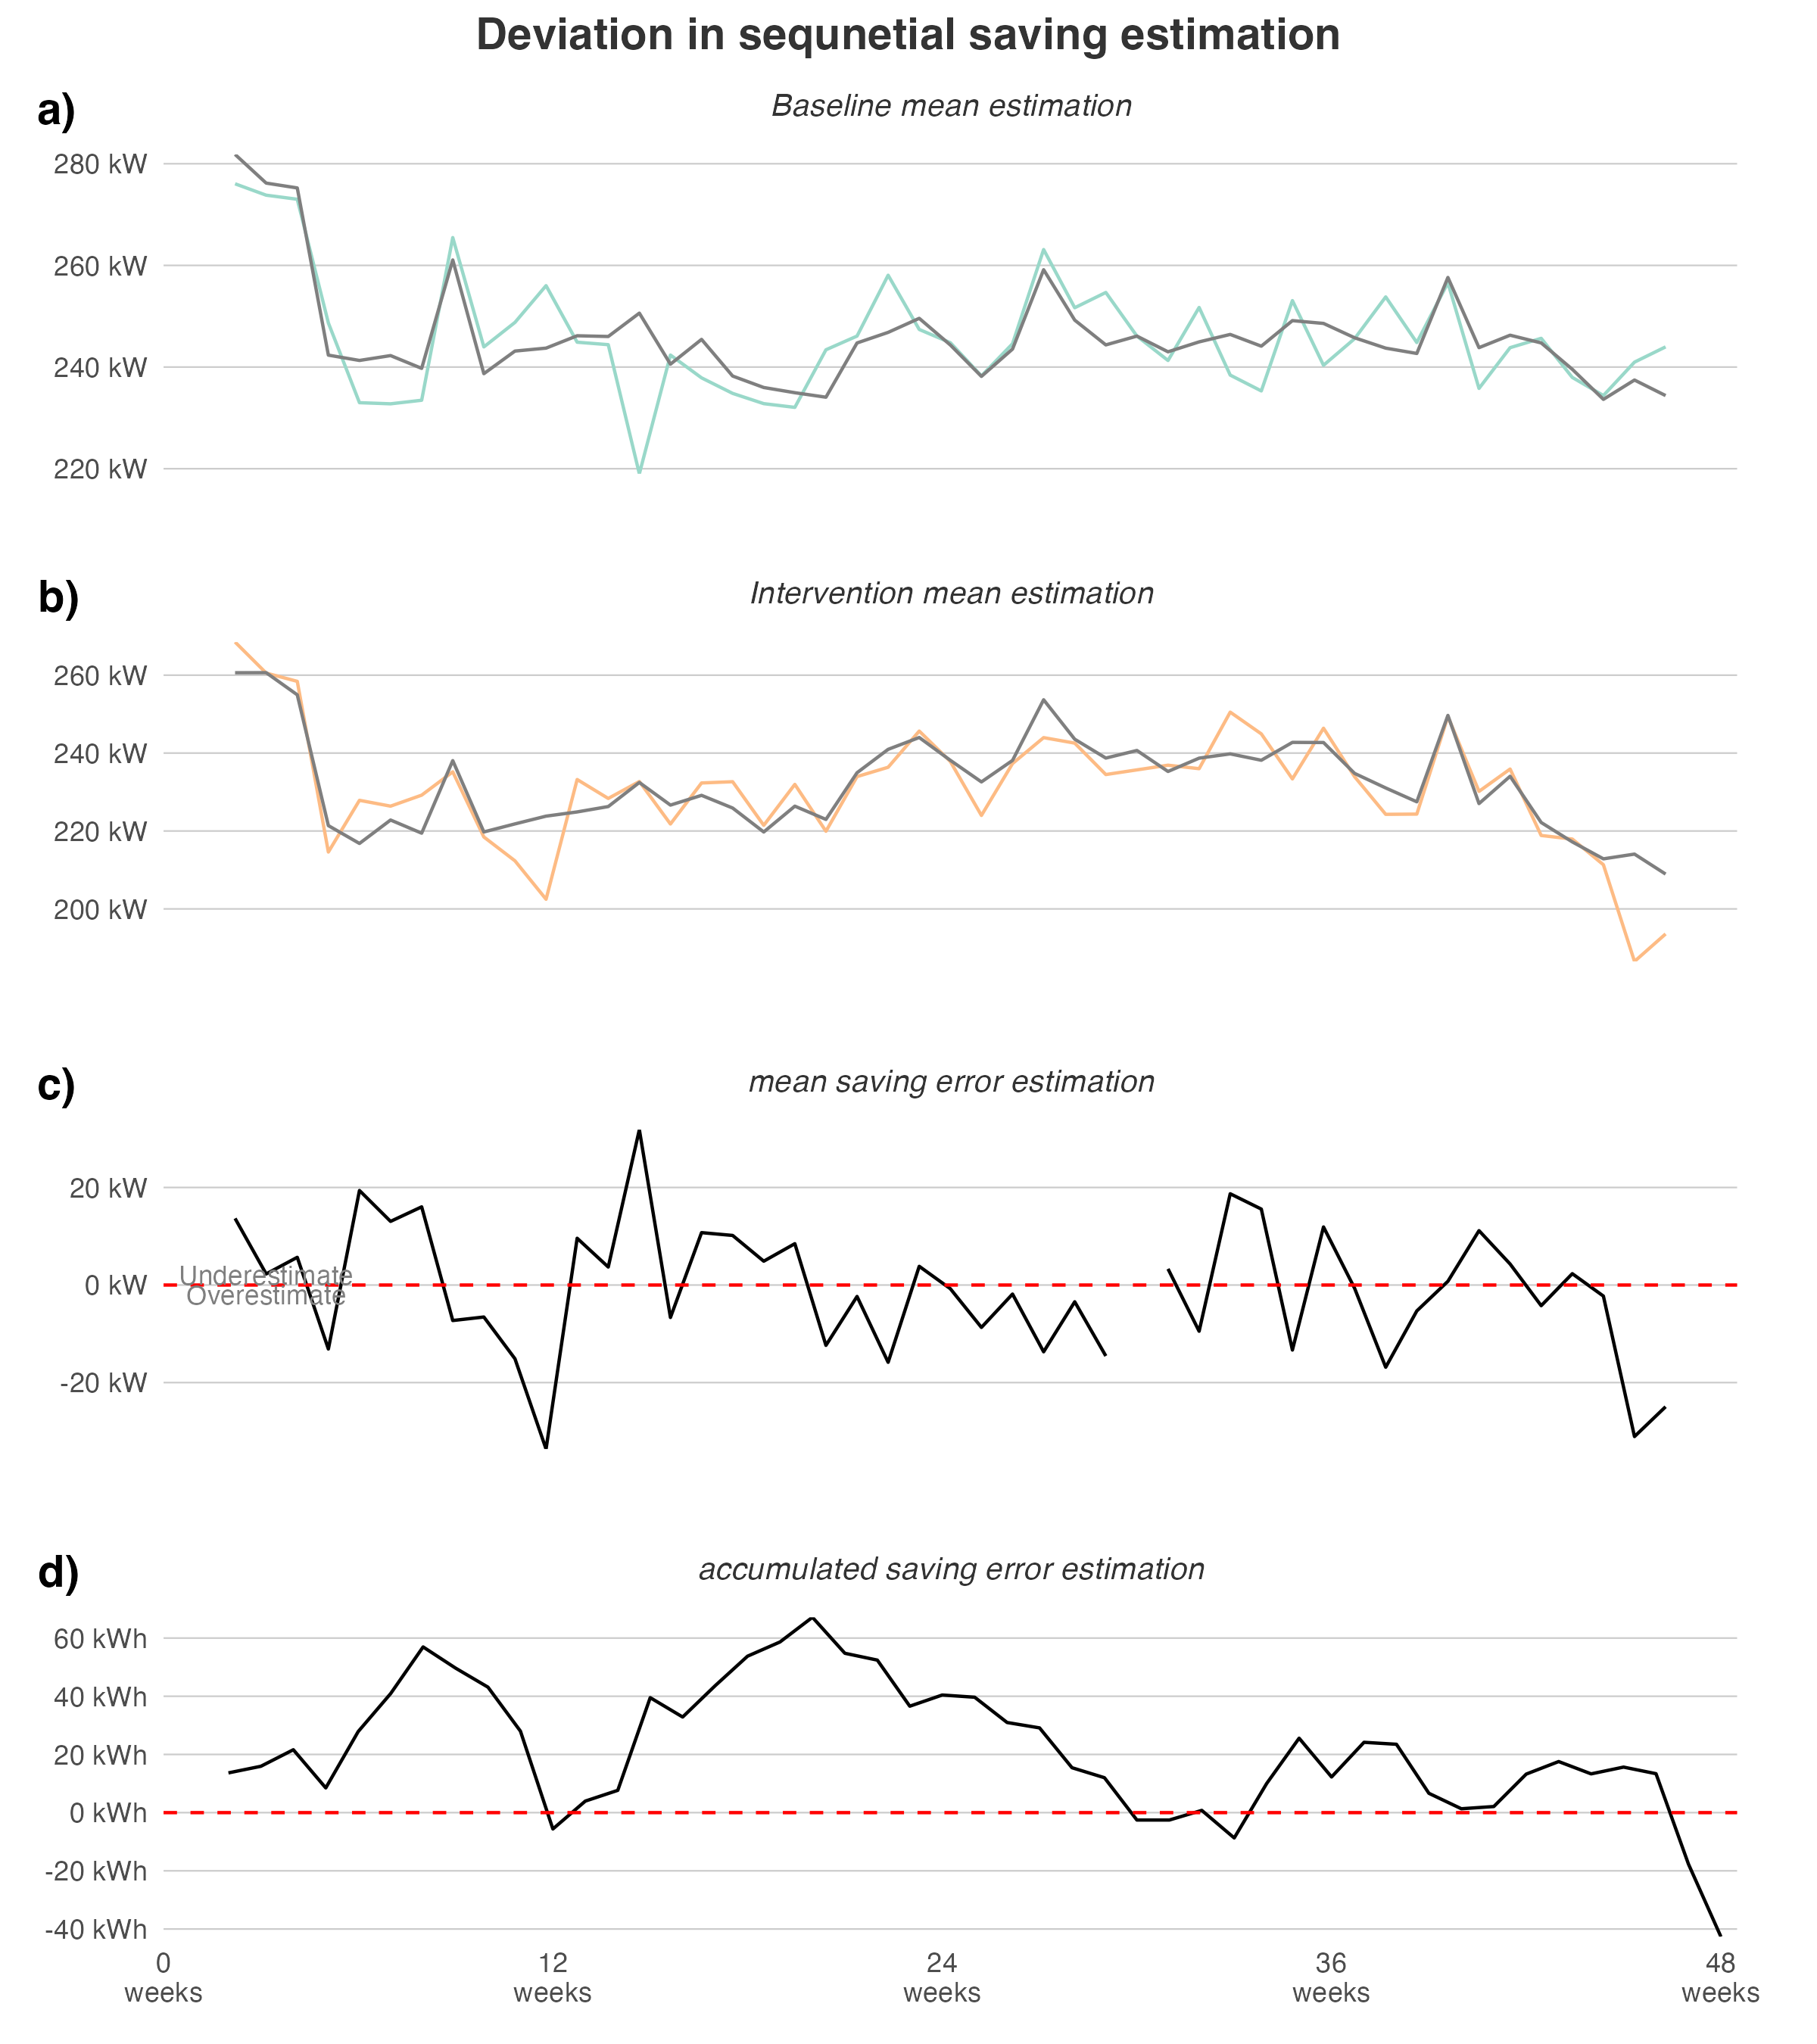 Deviation in sequnetial saving estimation
a)
Baseline mean estimation
280 kW
260 kW
240 kW
220 kW
b)
Intervention mean estimation
260 kW
240 kW
220 kW
200 kW
c)
mean saving error estimation
20 kW
Underestimate
0 kW
Overestimate
-20 kW
d)
accumulated saving error estimation
60 kWh
40 kWh
20 kWh
0 kWh
-20 kWh
-40 kWh
0 12 24 36 48
weeks weeks weeks weeks weeks